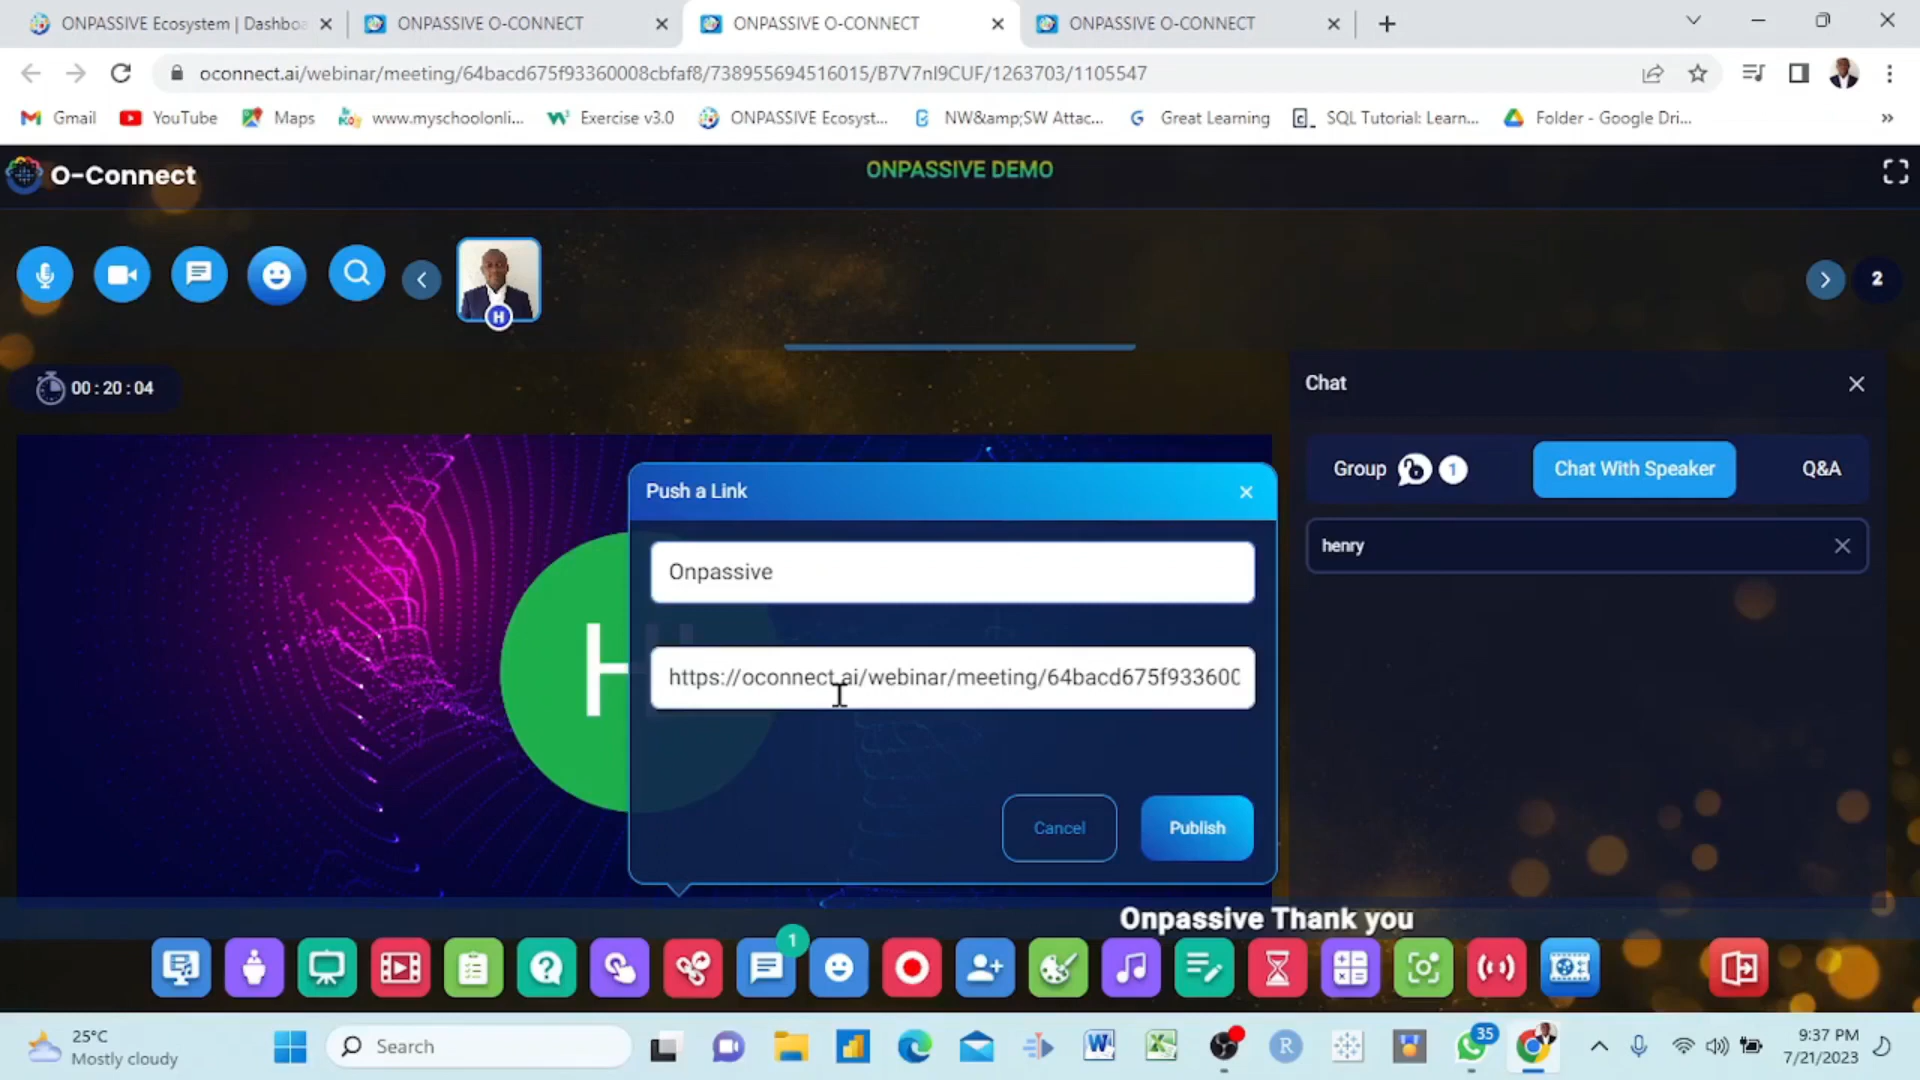 ONPASSIVE Ecosystem | Dashbo
ONPASSIVE O-CONNECT
ONPASSIVE O-CONNECT
ONPASSIVE O-CONNECT
oconnect.ai/webinar/meeting/64bacd675f93360008cbfaf8/738955694516015/B7V7nI9CUF/1263703/1105547
Gmail
YouTube
Maps
www.myschoolonli...
Exercise v3.0
ONPASSIVE Ecosyst...
NW&amp;SW Attac...
Great Learning
SQL Tutorial: Learn...
Folder - Google Dri...
O-Connect
ONPASSIVE DEMO
H
2
00:20:04
Chat
Group 1
Chat With Speaker
Q&A
henry
Push a Link
Onpassive
https://oconnect.ai/webinar/meeting/64bacd675f933600
Cancel
Publish
Onpassive Thank you
1
25°C
Mostly cloudy
Search
35
9:37 PM
7/21/2023